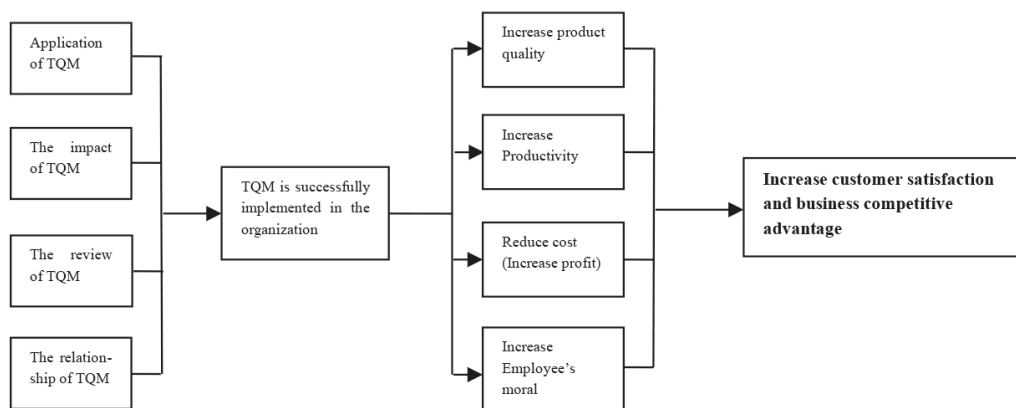 Application
of TQM
The impact
of TQM
The review
of TQM
The relation-
ship of TQM
TQM is successfully
implemented in the
organization
Increase product
quality
Increase
Productivity
Reduce cost
(Increase profit)
Increase
Employee's
moral
Increase customer satisfaction
and business competitive
advantage